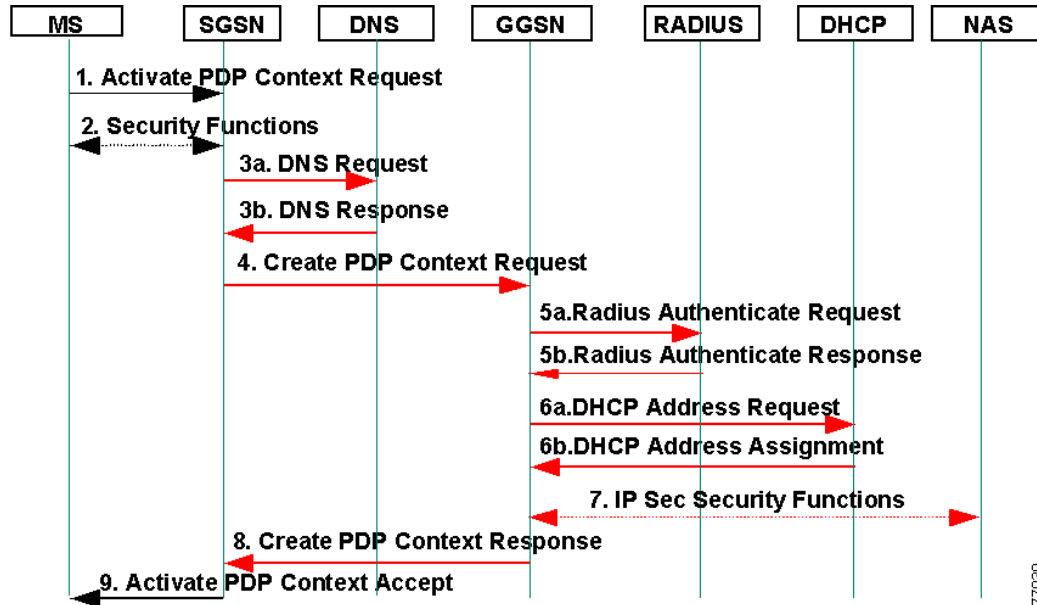 MS SGSN DNS GGSN RADIUS DHCP NAS
1. Activate PDP Context Request
2. Security Functions
3a. DNS Request
3b. DNS Response
4. Create PDP Context Request
5a.Radius Authenticate Request
5b.Radius Authenticate Response
6a.DHCP Address Request
6b.DHCP Address Assignment
7. IP Sec Security Functions
8. Create PDP Context Response
9. Activate PDP Context Accept